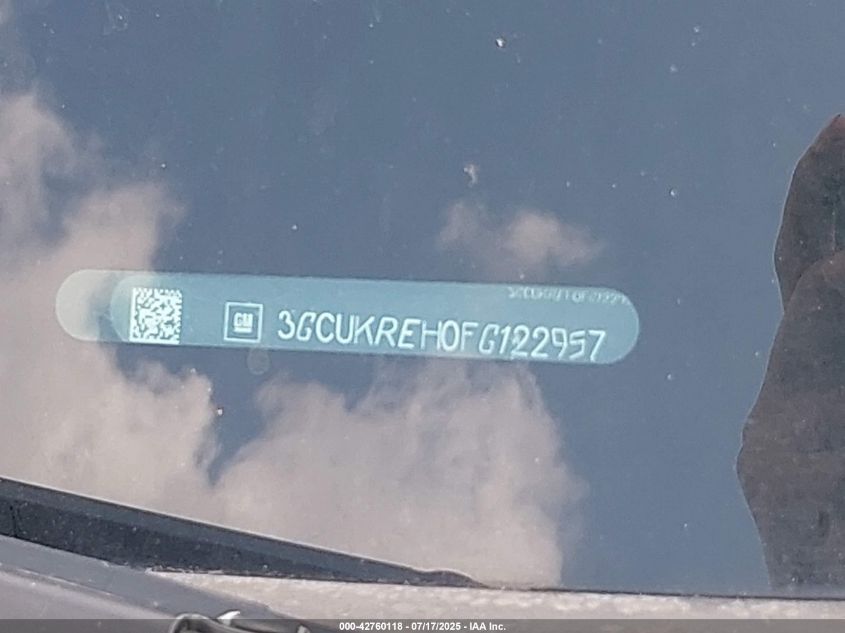 GM
3GCUKREH0FG122957
000-42760118 - 07/17/2025 - IAA Inc.